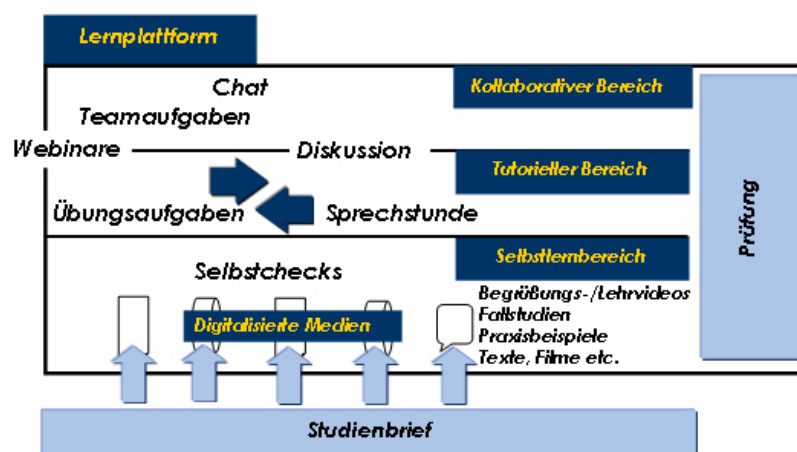 Lernplattform
Chat
Kollaborativer Bereich
Teamaufgaben
Webinare
Diskussion
Tutorieller Bereich
Übungsaufgaben
Sprechstunde
Prüfung
Selbstlernbereich
Selbstchecks
Begrüßungs-/Lehrvideos
Fallstudien
Praxisbeispiele
Texte, Filme etc.
Digitalisierte Medien
Studienbrief